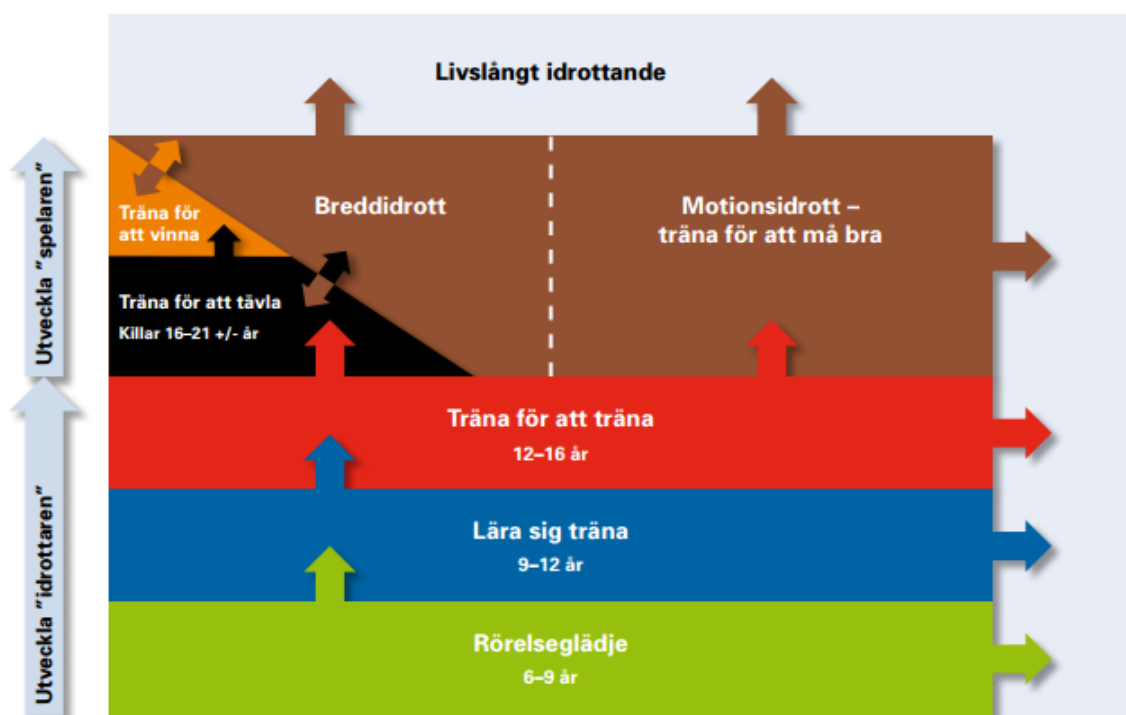 Livslångt idrottande
Utveckla ”spelaren”
Träna för
att vinna
Breddidrott
Motionsidrott –
träna för att må bra
Träna för att tävla
Killar 16–21 +/- år
Utveckla ”idrottaren”
Träna för att träna
12–16 år
Lära sig träna
9–12 år
Rörelseglädje
6–9 år